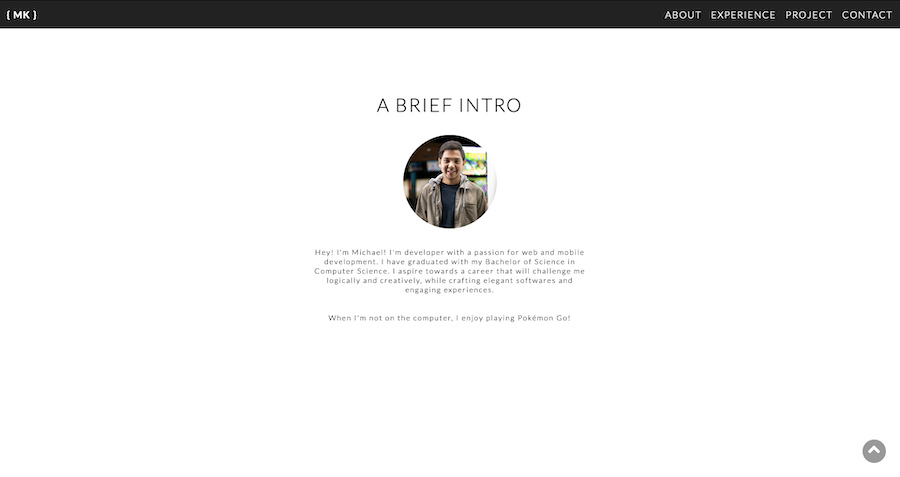 { MK }
ABOUT EXPERIENCE PROJECT CONTACT
A BRIEF INTRO
Hey! I'm Michael! I'm developer with a passion for web and mobile
development. I have graduated with my Bachelor of Science in
Computer Science. I aspire towards a career that will challenge me
logically and creatively, while crafting elegant softwares and
engaging experiences.
When I'm not on the computer, I enjoy playing Pokémon Go!